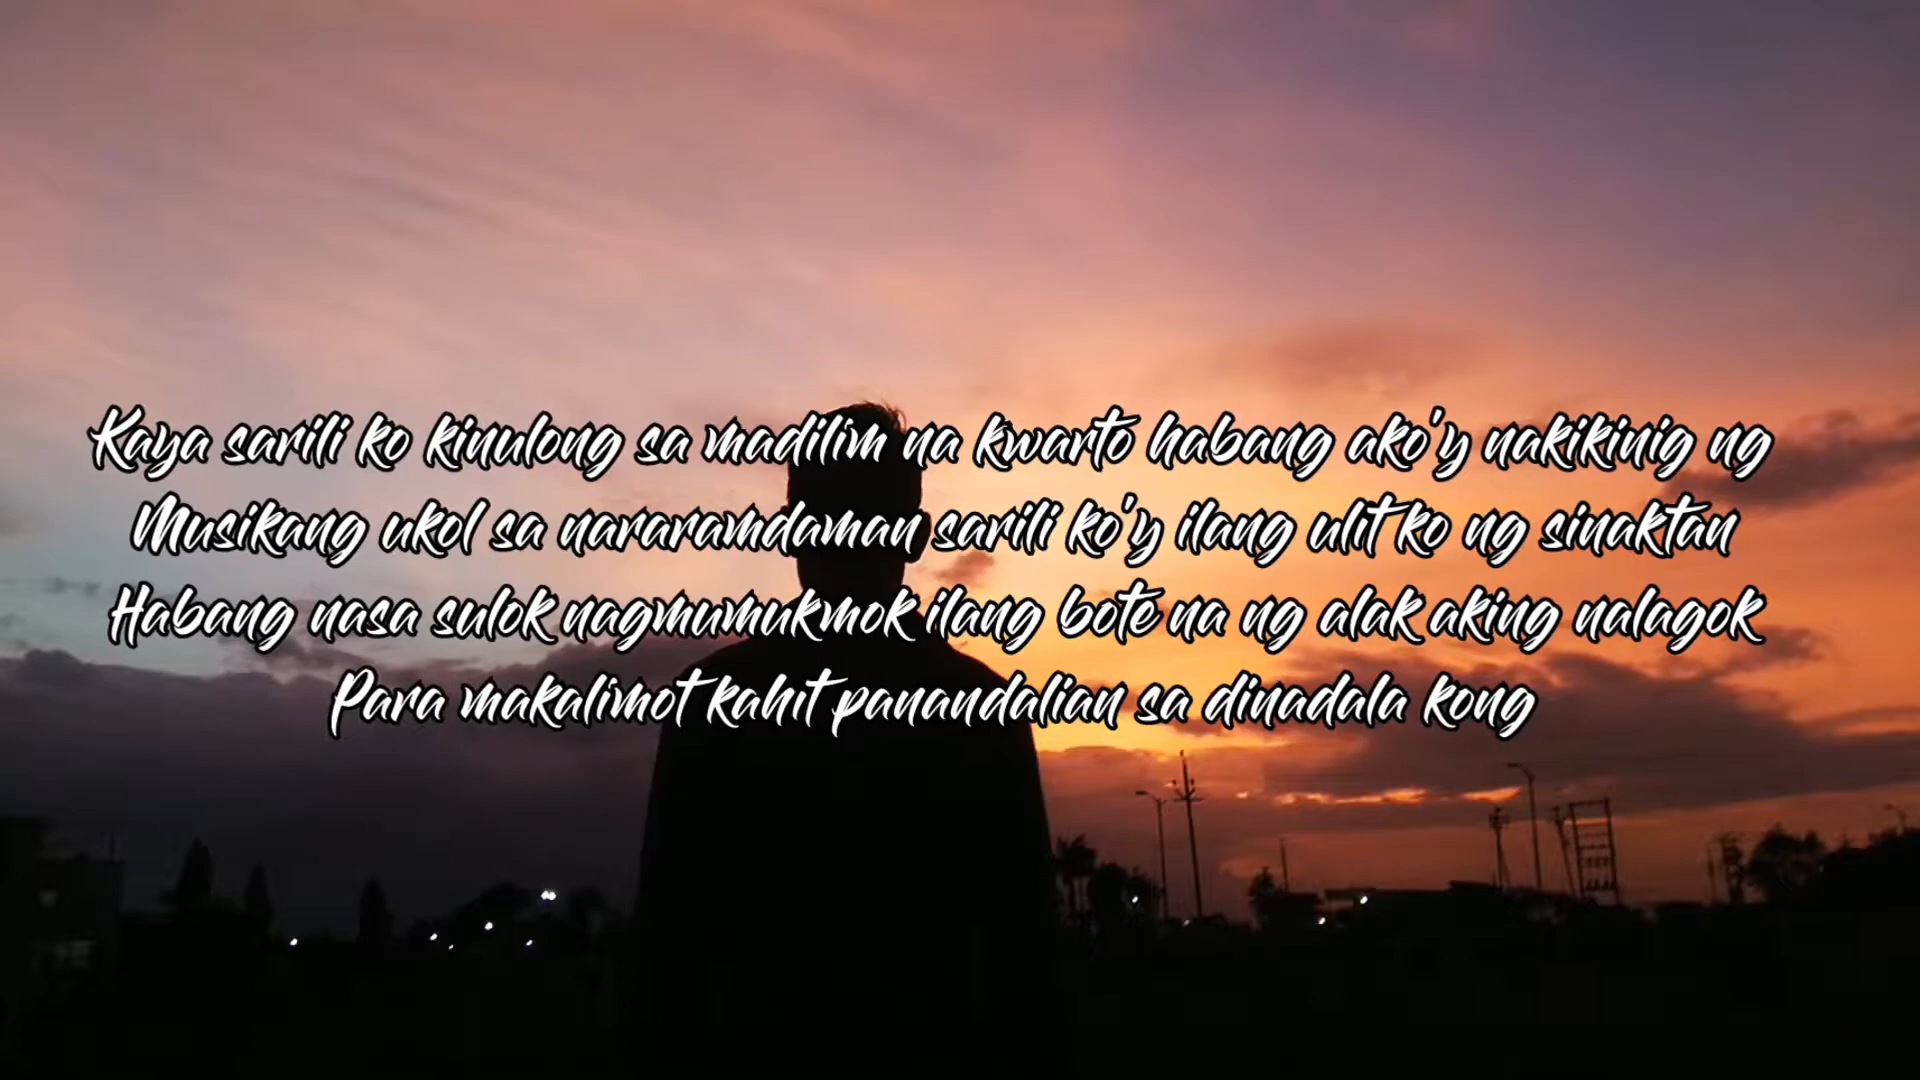 Kaya sarili ko kinulong sa madilim na kwarto habang ako'y nakikinig ng
Musikang ukol sa nararamdaman sarili ko'y ilang ulit ko ng sinaktan
Habang nasa sulok nagmumukmok ilang bote na ng alak aking nalagok
Para makalimot kahit panandalian sa dinadala kong